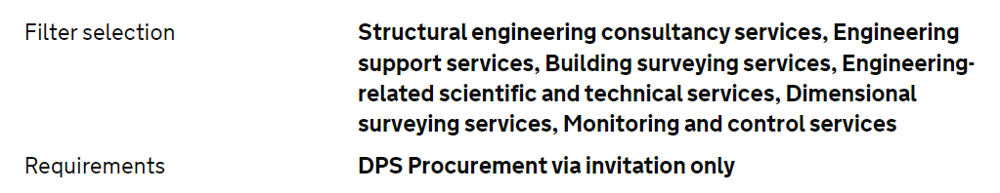 Filter selection
Structural engineering consultancy services, Engineering
support services, Building surveying services, Engineering-
related scientific and technical services, Dimensional
surveying services, Monitoring and control services
Requirements
DPS Procurement via invitation only